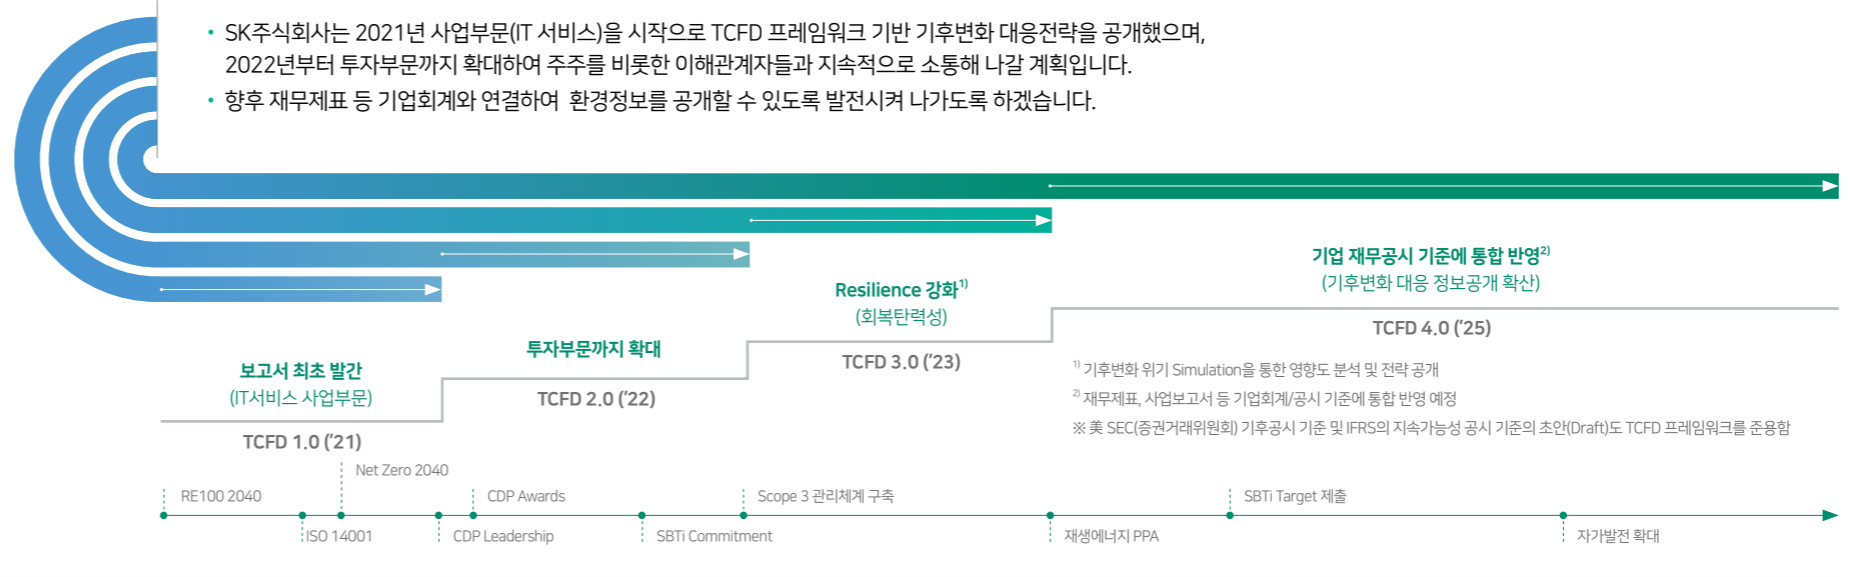 • SK주식회사는 2021년 사업부문(IT 서비스)을 시작으로 TCFD 프레임워크 기반 기후변화 대응전략을 공개했으며,
2022년부터 투자부문까지 확대하여 주주를 비롯한 이해관계자들과 지속적으로 소통해 나갈 계획입니다.
• 향후 재무제표 등 기업회계와 연결하여 환경정보를 공개할 수 있도록 발전시켜 나가도록 하겠습니다.
보고서 최초 발간
(IT서비스 사업부문)
TCFD 1.0 (’21)
투자부문까지 확대
TCFD 2.0 (’22)
Resilience 강화1)
(회복탄력성)
TCFD 3.0 (’23)
기업 재무공시 기준에 통합 반영2)
(기후변화 대응 정보공개 확산)
TCFD 4.0 (’25)
1) 기후변화 위기 Simulation을 통한 영향도 분석 및 전략 공개
2) 재무제표, 사업보고서 등 기업회계/공시 기준에 통합 반영 예정
※ 美 SEC(증권거래위원회) 기후공시 기준 및 IFRS의 지속가능성 공시 기준의 초안(Draft)도 TCFD 프레임워크를 준용함
RE100 2040
ISO 14001
Net Zero 2040
CDP Leadership
CDP Awards
SBTi Commitment
Scope 3 관리체계 구축
재생에너지 PPA
SBTi Target 제출
자가발전 확대